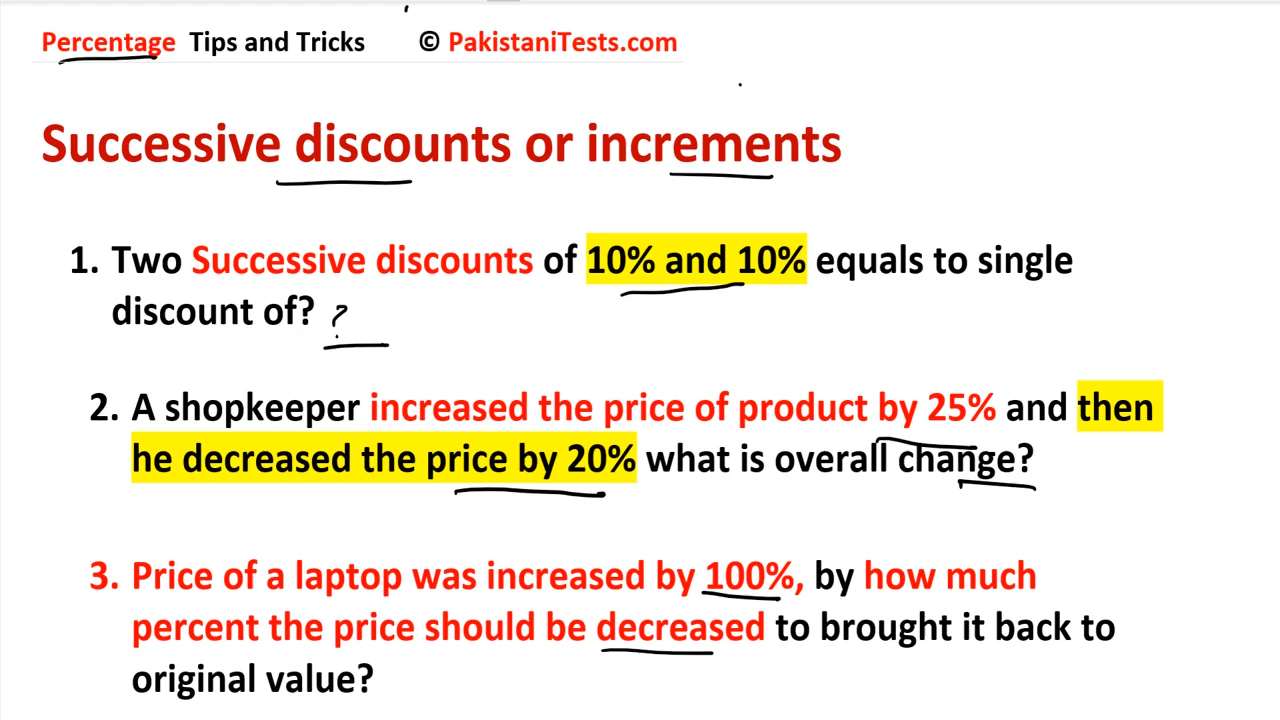 Percentage Tips and Tricks © PakistaniTests.com
Successive discounts or increments
1. Two Successive discounts of 10% and 10% equals to single
discount of? ?
2. A shopkeeper increased the price of product by 25% and then
he decreased the price by 20% what is overall change?
3. Price of a laptop was increased by 100%, by how much
percent the price should be decreased to brought it back to
original value?